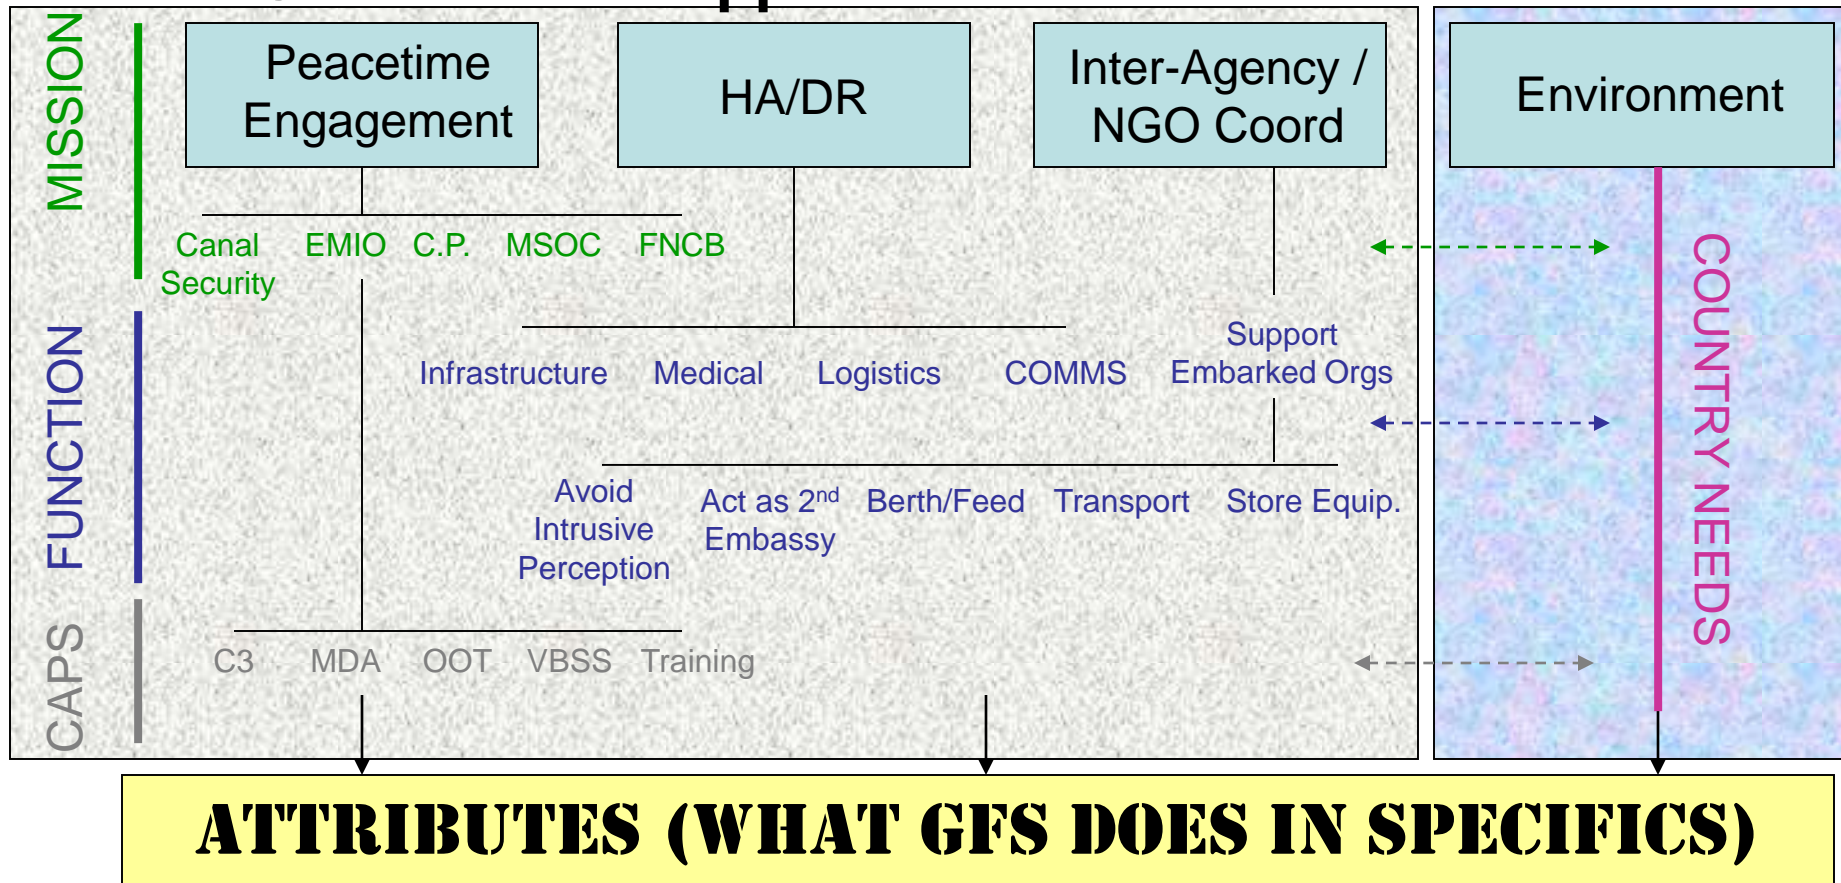 MISSION
Peacetime
Engagement
HA/DR
Inter-Agency /
NGO Coord
Environment
Canal
Security
EMIO
C.P.
MSOC
FNCB
FUNCTION
Infrastructure
Medical
Logistics
COMMS
Support
Embarked Orgs
Avoid
Intrusive
Perception
Act as 2nd
Embassy
Berth/Feed
Transport
Store Equip.
COUNTRY NEEDS
CAPS
C3
MDA
OOT
VBSS
Training
ATTRIBUTES (WHAT GFS DOES IN SPECIFICS)